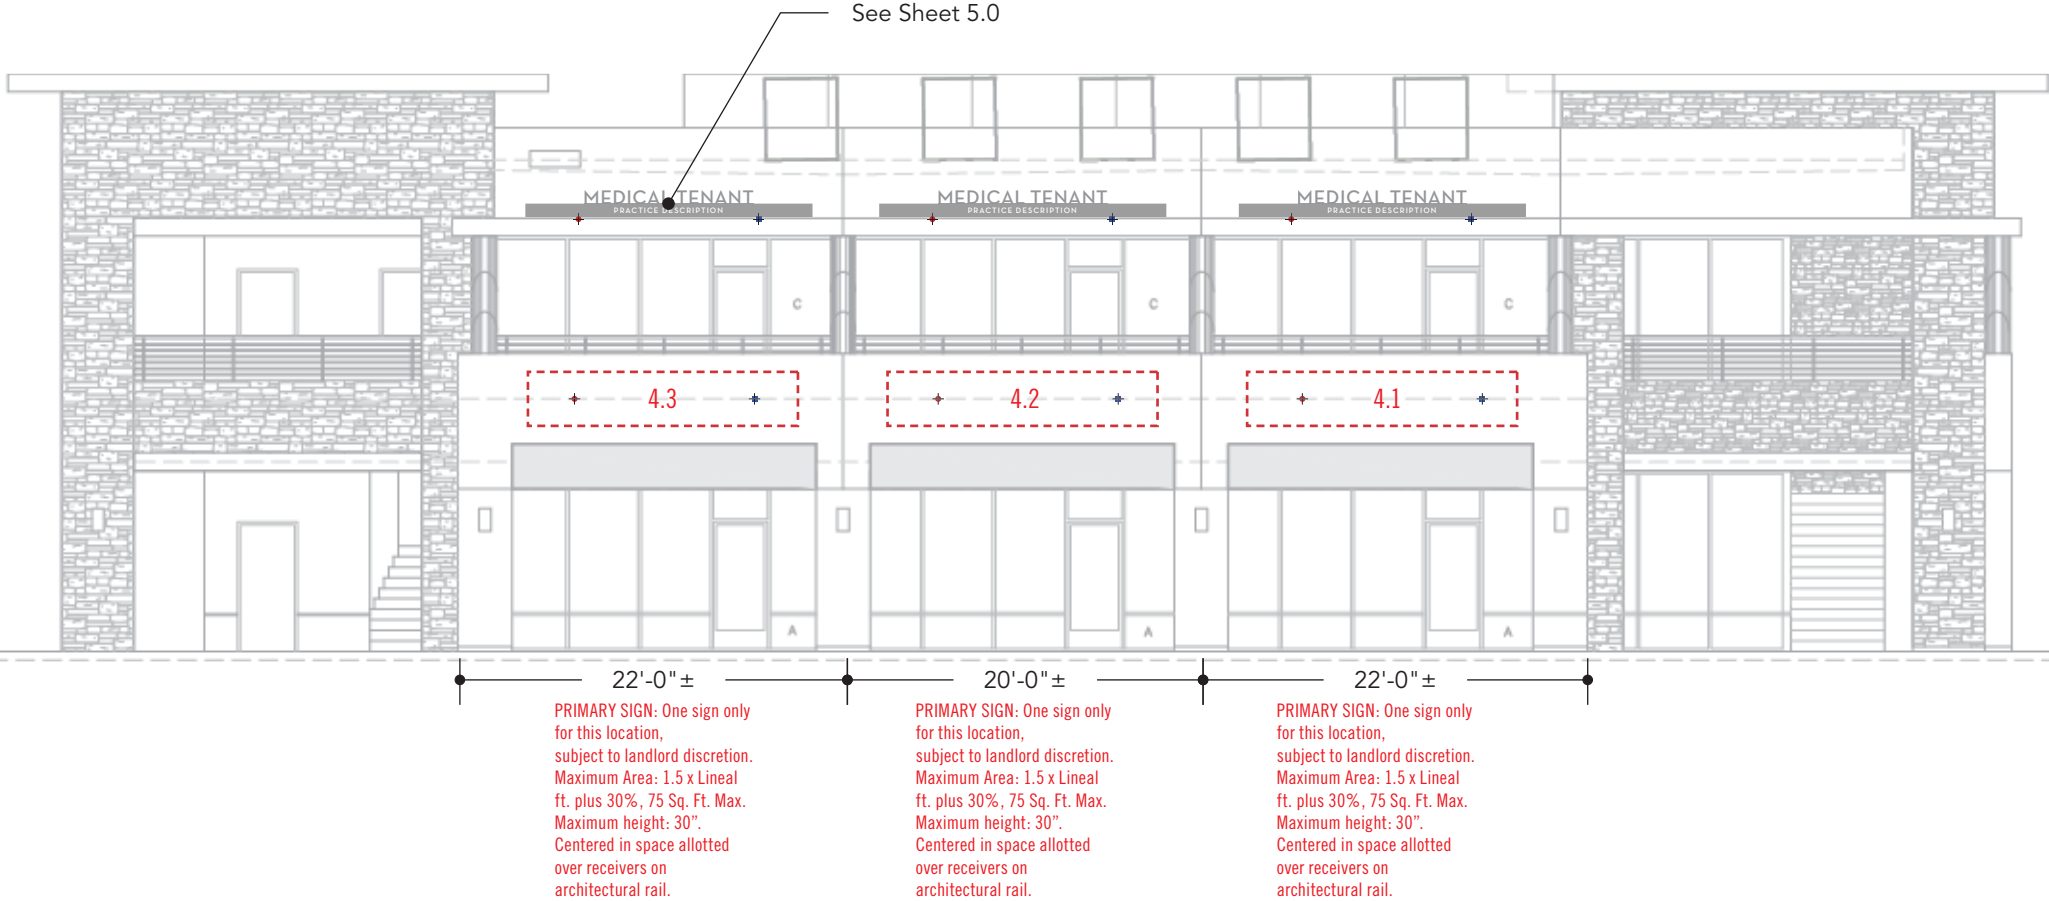 See Sheet 5.0
MEDICAL TENANT
PRACTICE DESCRIPTION
MEDICAL TENANT
PRACTICE DESCRIPTION
MEDICAL TENANT
PRACTICE DESCRIPTION
C
C
C
4.3
4.2
4.1
A
A
A
22'-0"±
20'-0"±
22'-0"±
PRIMARY SIGN: One sign only
for this location,
subject to landlord discretion.
Maximum Area: 1.5 x Lineal
ft. plus 30%, 75 Sq. Ft. Max.
Maximum height: 30”.
Centered in space allotted
over receivers on
architectural rail.
PRIMARY SIGN: One sign only
for this location,
subject to landlord discretion.
Maximum Area: 1.5 x Lineal
ft. plus 30%, 75 Sq. Ft. Max.
Maximum height: 30”.
Centered in space allotted
over receivers on
architectural rail.
PRIMARY SIGN: One sign only
for this location,
subject to landlord discretion.
Maximum Area: 1.5 x Lineal
ft. plus 30%, 75 Sq. Ft. Max.
Maximum height: 30”.
Centered in space allotted
over receivers on
architectural rail.